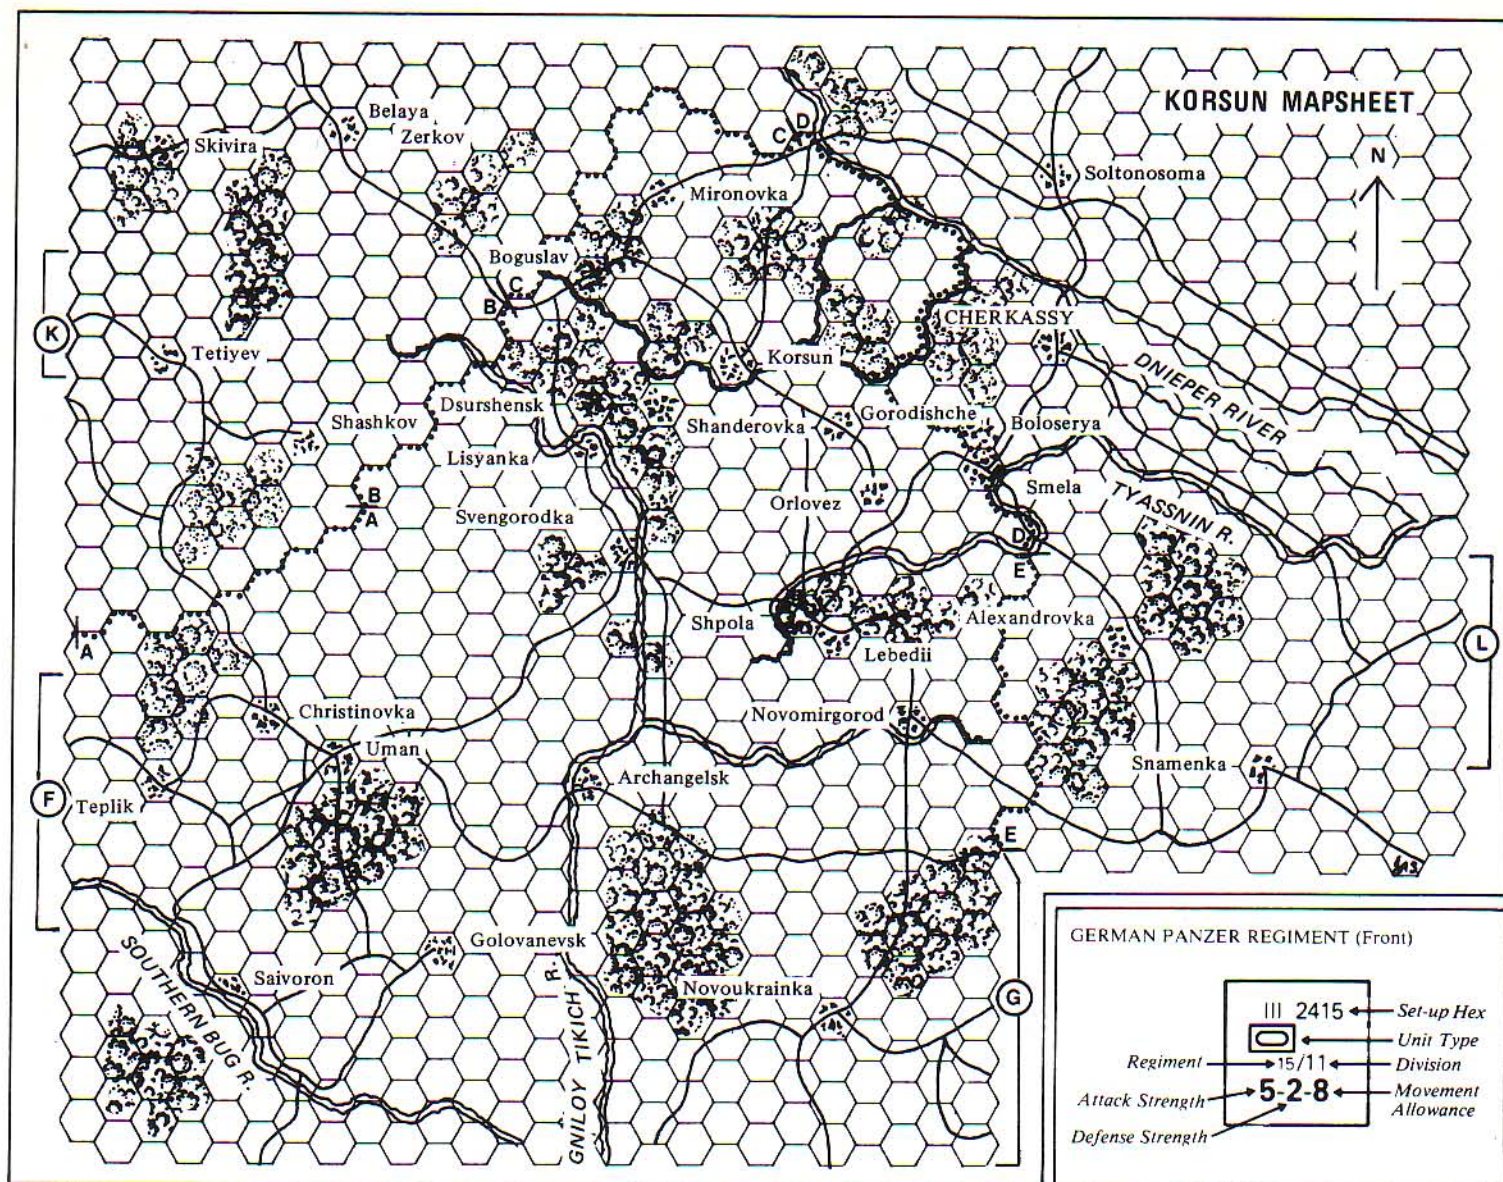 KORSUN MAPSHEET
N
Belaya
Zerkov
Skivira
C D
Mironovka
Soltonosoma
Boguslav
C
B
CHERKASSY
K
Tetiyev
Korsun
DNIEPER RIVER
Dsurshensk
Gorodishche
Shashkov
Shanderovka
Boloserya
Lisyanka
B
A
Orlovez
Smela
TYASSNIN R.
Svengorodka
D
E
Shpola
Alexandrovka
A
Lebedii
L
Christinovka
Novomirgorod
Uman
Archangelsk
Snamenka
F
Teplik
E
Golovanevsk
SOUTHERN BUG R.
Saivoron
GNILOY TIKICH R.
Novoukrainka
G
GERMAN PANZER REGIMENT (Front)
III 2415 Set-up Hex
Unit Type
Regiment 15/11 Division
Attack Strength 5-2-8 Movement
Allowance
Defense Strength